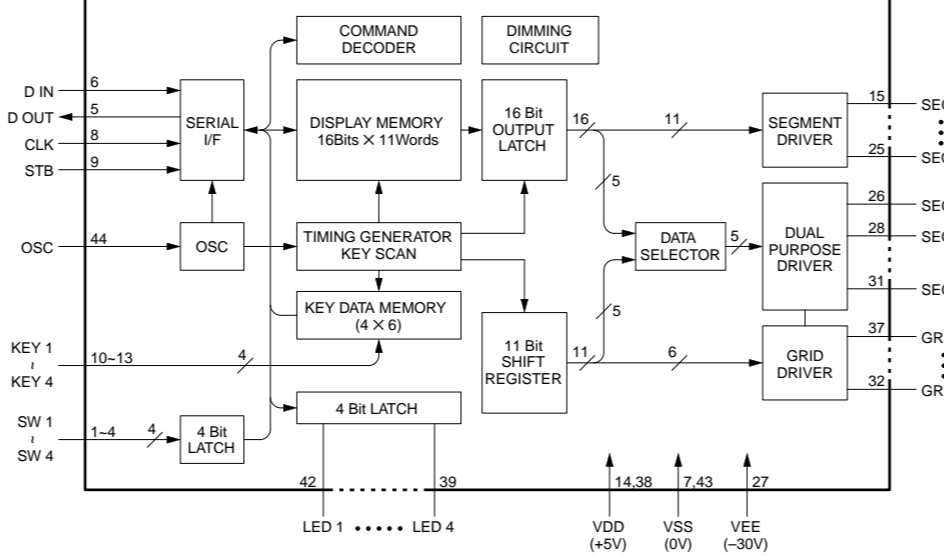 COMMAND
DECODER
DIMMING
CIRCUIT
D IN
6
D OUT
5
CLK
8
STB
9
SERIAL
I/F
DISPLAY MEMORY
16Bits × 11Words
16 Bit
OUTPUT
LATCH
16
11
5
SEGMENT
DRIVER
15
25
OSC
44
OSC
TIMING GENERATOR
KEY SCAN
DATA
SELECTOR
5
DUAL
PURPOSE
DRIVER
26
28
31
KEY DATA MEMORY
(4 × 6)
KEY 1
~
KEY 4
10~13
4
11 Bit
SHIFT
REGISTER
11
5
6
GRID
DRIVER
37
32
SW 1
~
SW 4
1~4
4
4 Bit
LATCH
4 Bit LATCH
42
39
14,38
7,43
27
LED 1
LED 4
VDD
(+5V)
VSS
(0V)
VEE
(–30V)